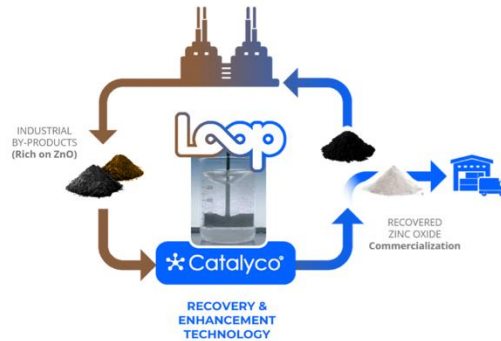 Loop
INDUSTRIAL
BY-PRODUCTS
(Rich on ZnO)
RECOVERED
ZINC OXIDE
Commercialization
Catalyco®
RECOVERY &
ENHANCEMENT
TECHNOLOGY